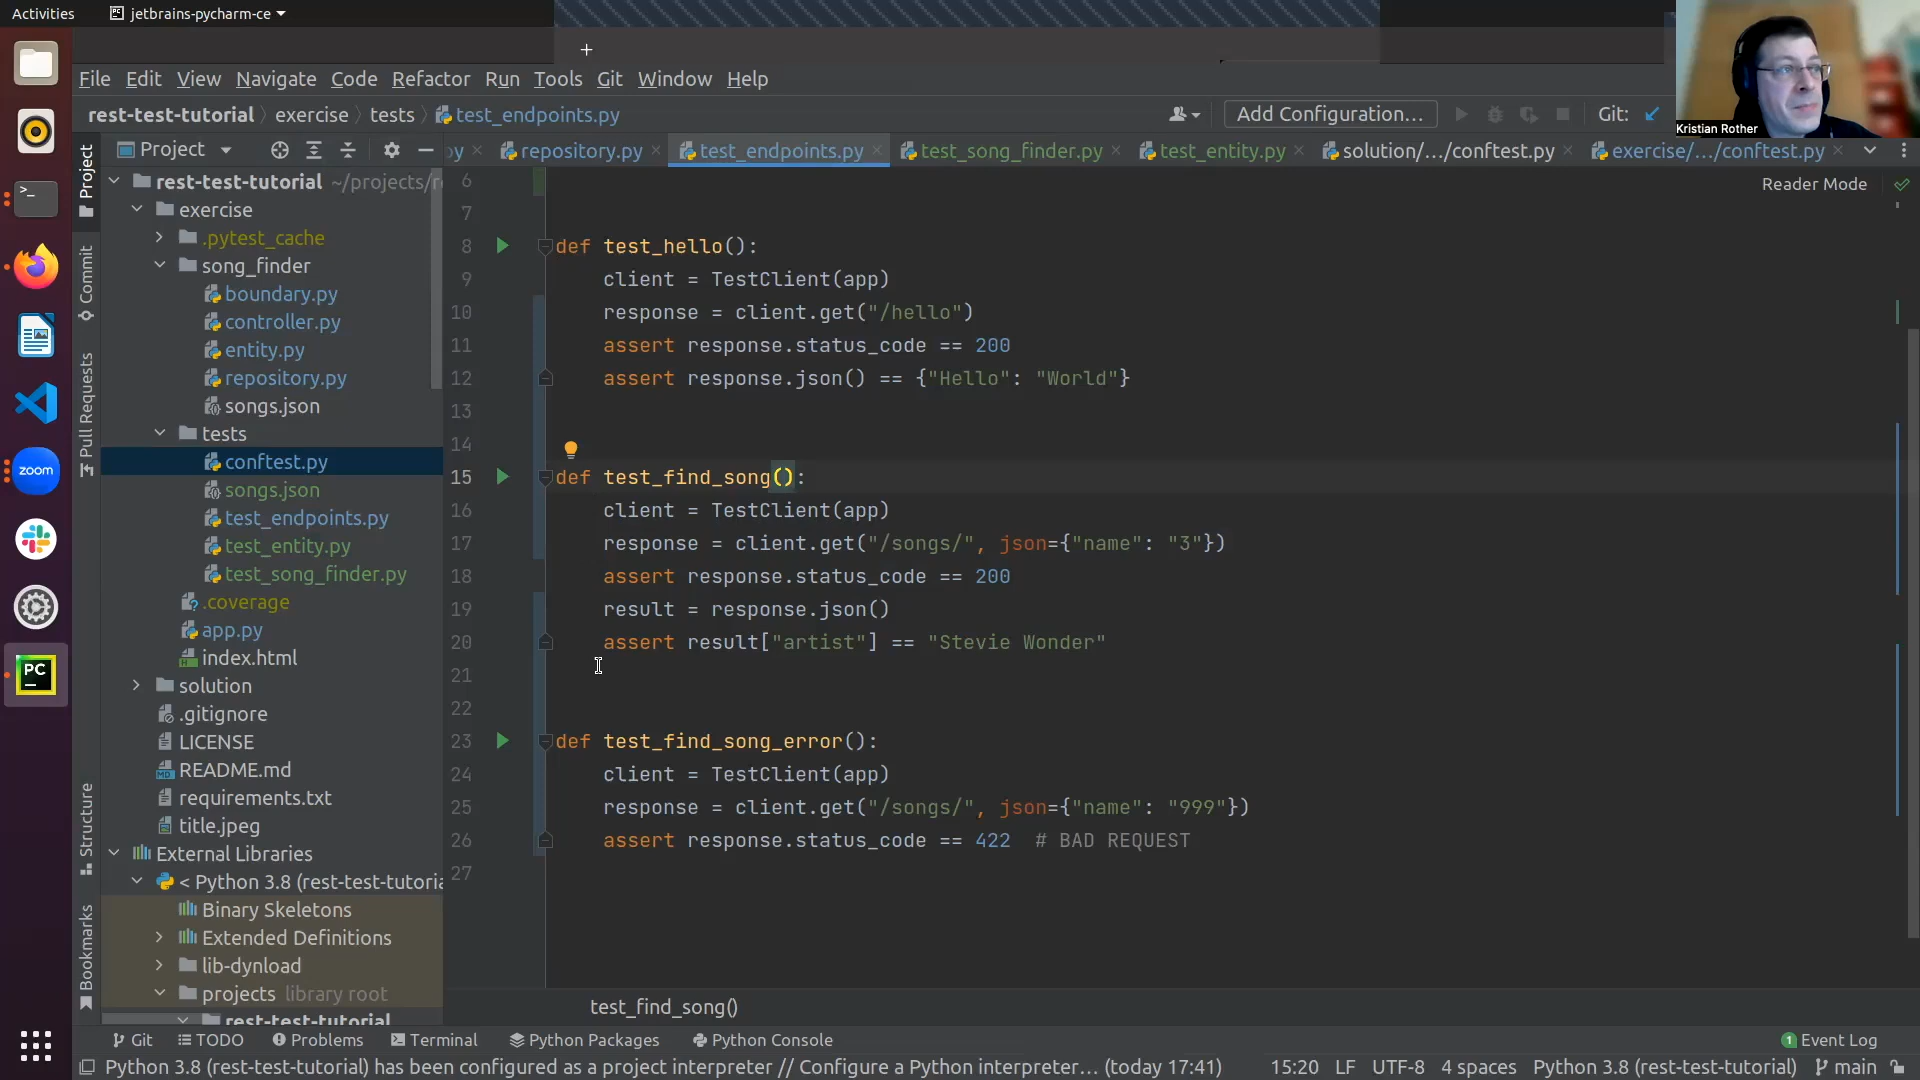 Activities
jetbrains-pycharm-ce
Kristian Rother
+
File Edit View Navigate Code Refactor Run Tools Git Window Help
rest-test-tutorial exercise tests test_endpoints.py
Add Configuration...
Git:
Project
py repository.py test_endpoints.py test_song_finder.py test_entity.py solution/.../conftest.py exercise/.../conftest.py
Reader Mode
Project
Commit
Pull Requests
Structure
Bookmarks
rest-test-tutorial ~/projects/r
exercise
.pytest_cache
song_finder
boundary.py
controller.py
entity.py
repository.py
songs.json
tests
conftest.py
songs.json
test_endpoints.py
test_entity.py
test_song_finder.py
.coverage
app.py
index.html
solution
.gitignore
LICENSE
README.md
requirements.txt
title.jpeg
External Libraries
< Python 3.8 (rest-test-tutoria
Binary Skeletons
Extended Definitions
lib-dynload
projects library root
rest-test-tutorial
zoom
PC
6
7
8 def test_hello():
9 client = TestClient(app)
10 response = client.get("/hello")
11 assert response.status_code == 200
12 assert response.json() == {"Hello": "World"}
13
14
15 def test_find_song():
16 client = TestClient(app)
17 response = client.get("/songs/", json={"name": "3"})
18 assert response.status_code == 200
19 result = response.json()
20 assert result["artist"] == "Stevie Wonder"
21
22
23 def test_find_song_error():
24 client = TestClient(app)
25 response = client.get("/songs/", json={"name": "999"})
26 assert response.status_code == 422 # BAD REQUEST
27
test_find_song()
Git TODO Problems Terminal Python Packages Python Console
1 Event Log
Python 3.8 (rest-test-tutorial) has been configured as a project interpreter // Configure a Python interpreter... (today 17:41)
15:20 LF UTF-8 4 spaces Python 3.8 (rest-test-tutorial) main